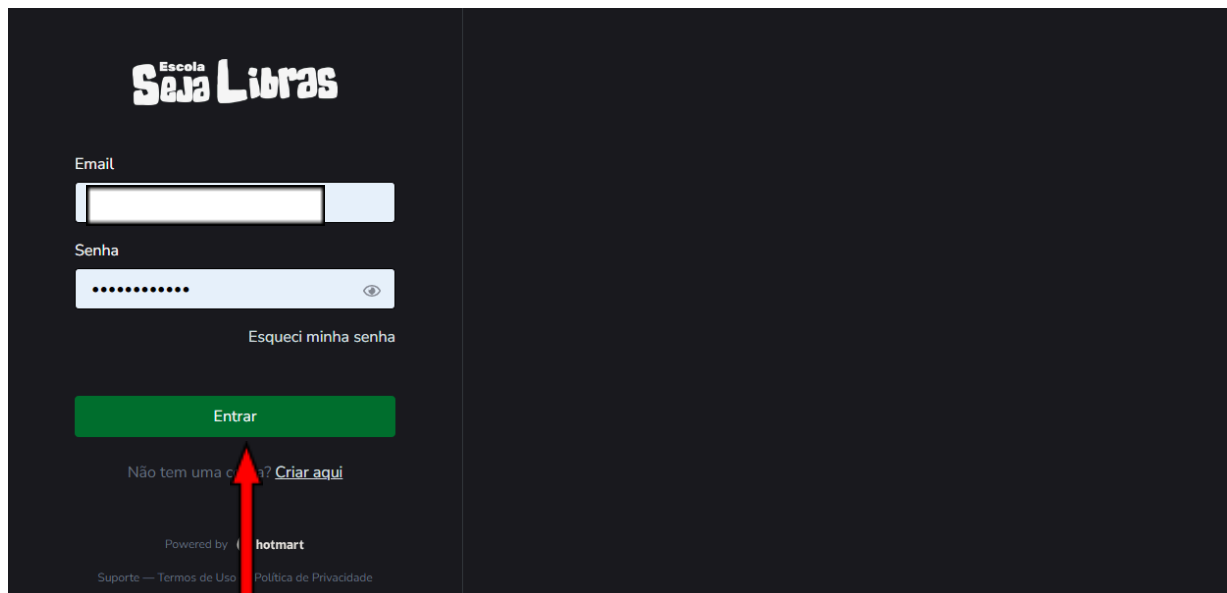 Escola
Seja Libras
Email
Senha
••••••••••••
Esqueci minha senha
Entrar
Não tem uma a? Criar aqui
Powered by hotmart
Suporte — Termos de Uso Política de Privacidade